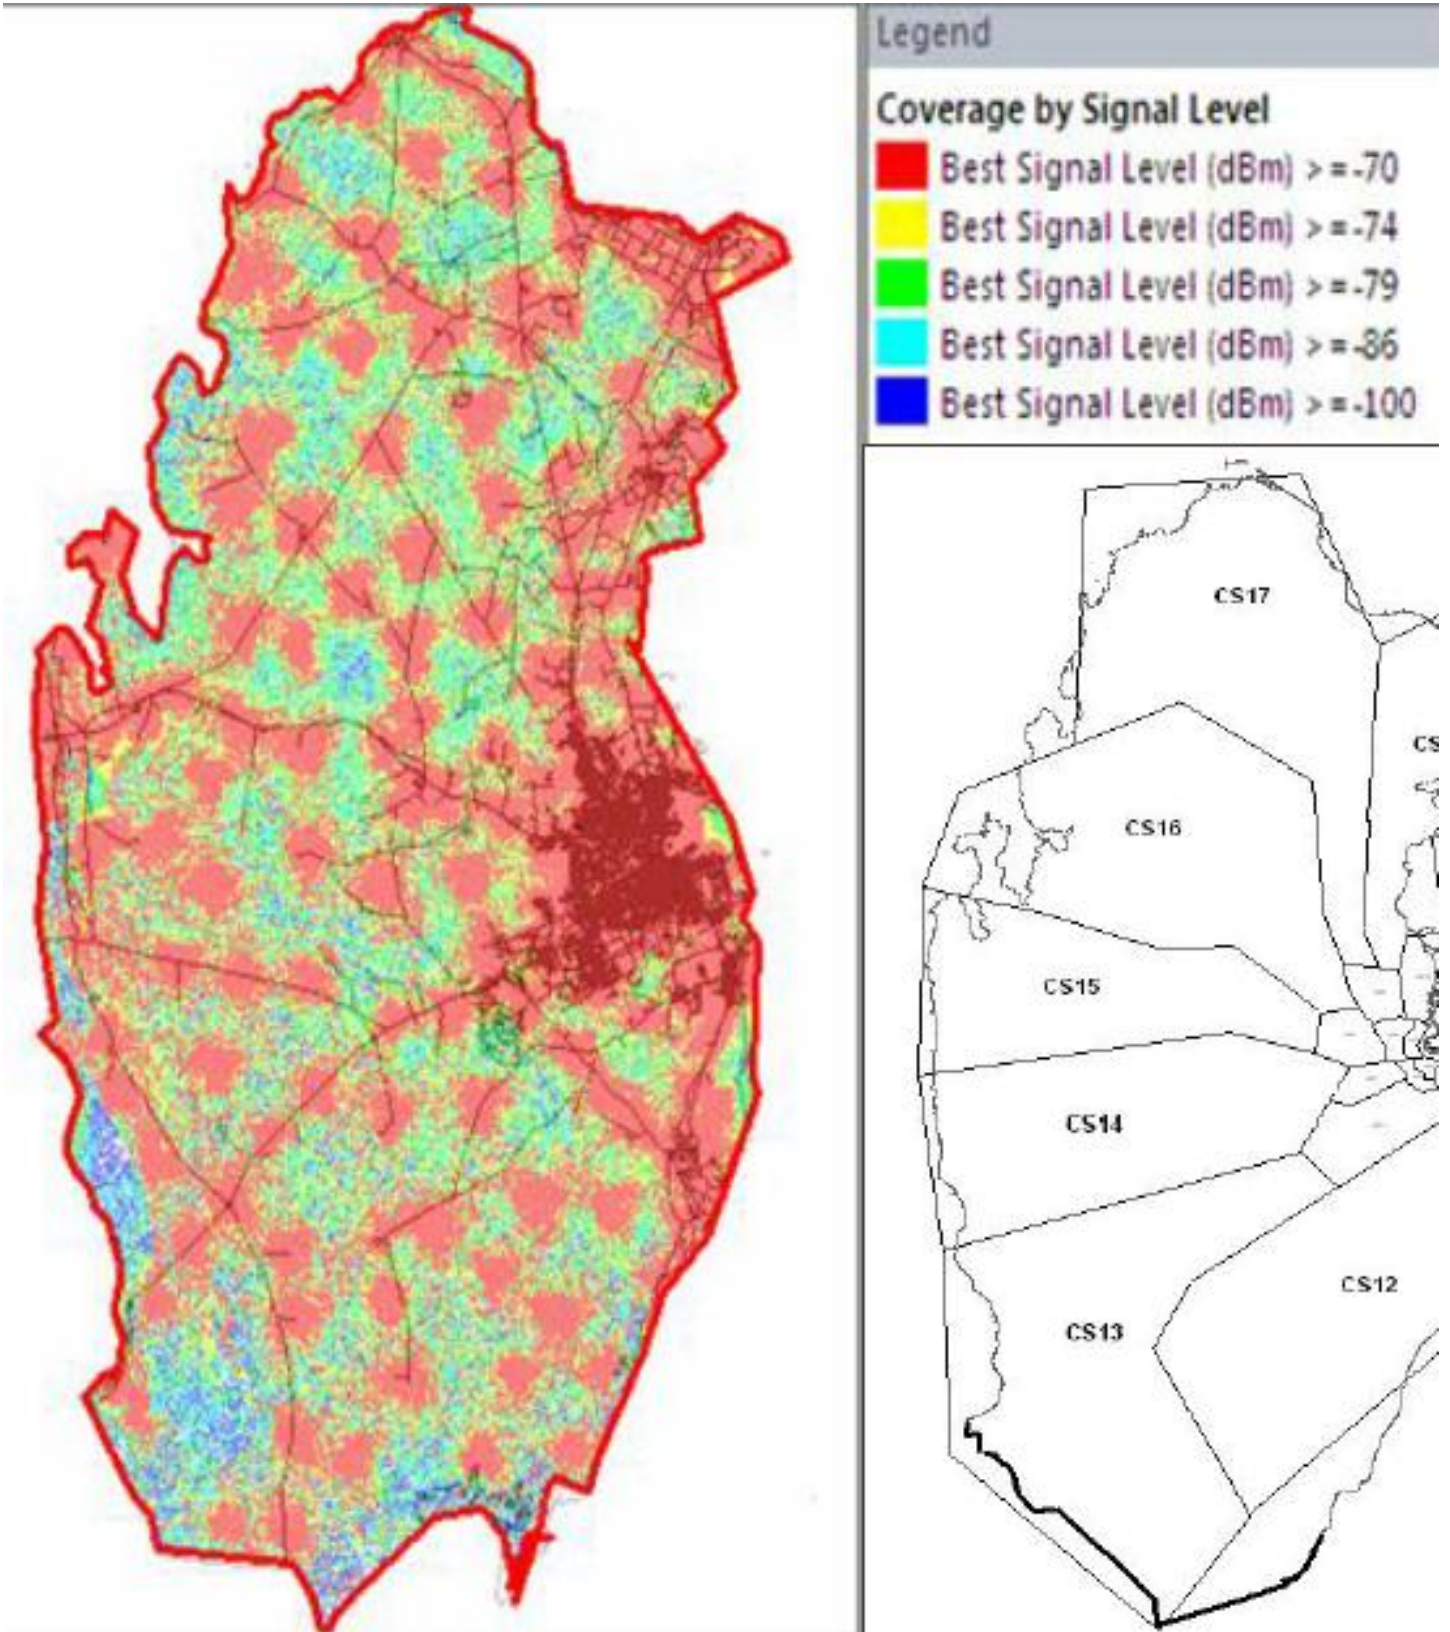 Legend
Coverage by Signal Level
Best Signal Level (dBm) >=-70
Best Signal Level (dBm) >=-74
Best Signal Level (dBm) >=-79
Best Signal Level (dBm) >=-86
Best Signal Level (dBm) >=-100
CS17
CS
CS16
CS15
CS14
CS12
CS13